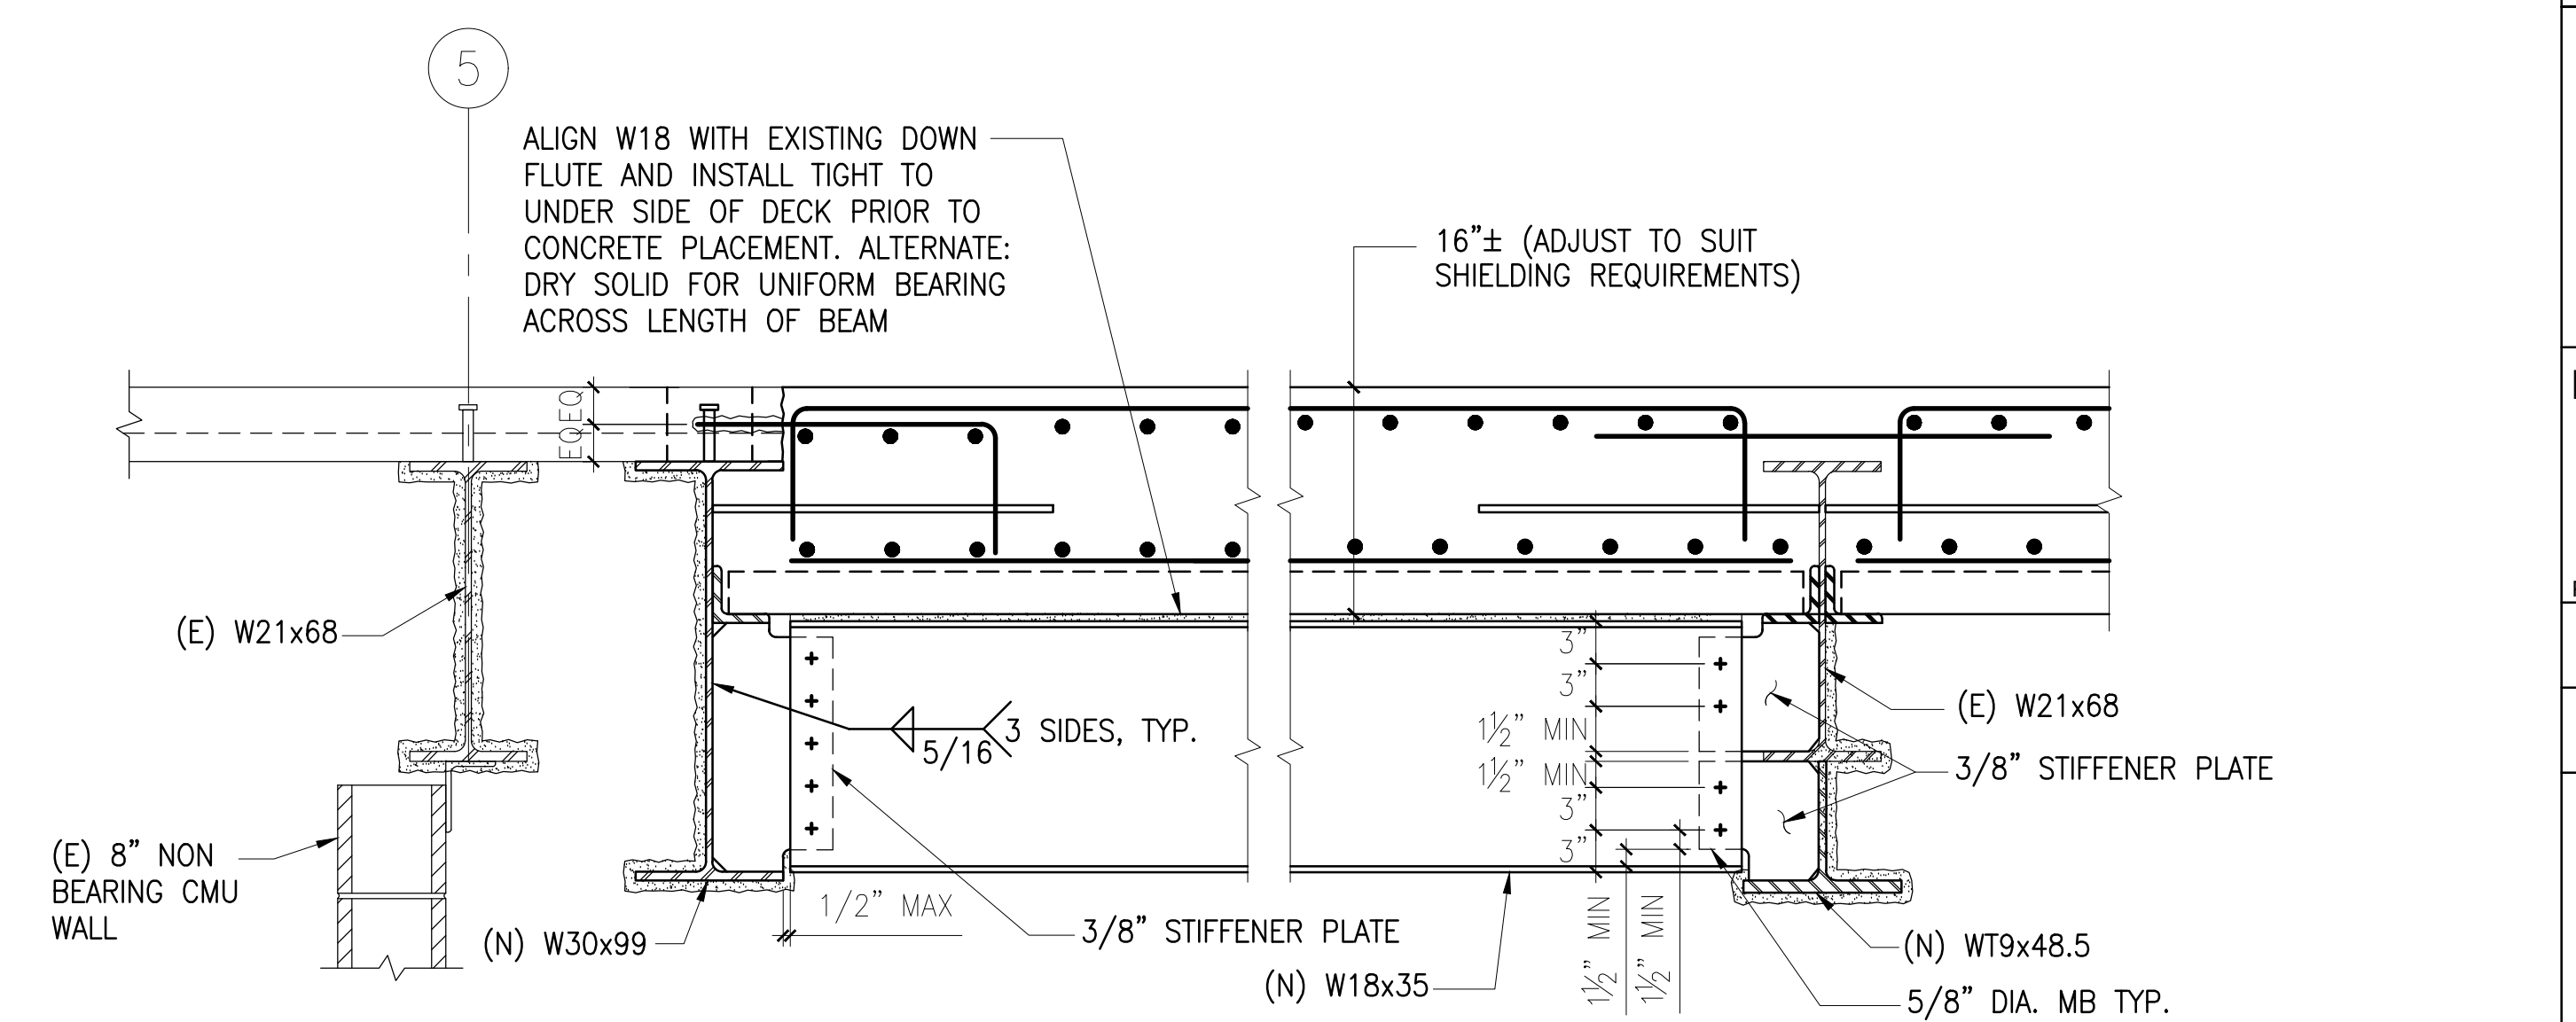 5
ALIGN W18 WITH EXISTING DOWN
FLUTE AND INSTALL TIGHT TO
UNDER SIDE OF DECK PRIOR TO
CONCRETE PLACEMENT. ALTERNATE:
DRY SOLID FOR UNIFORM BEARING
ACROSS LENGTH OF BEAM
16”± (ADJUST TO SUIT
SHIELDING REQUIREMENTS)
EQ
EQ
(E) W21x68
3"
3"
1½” MIN
1½” MIN
3"
3"
5/16
3 SIDES, TYP.
(E) W21x68
3/8” STIFFENER PLATE
(E) 8” NON
BEARING CMU
WALL
1/2” MAX
(N) W30x99
3/8” STIFFENER PLATE
(N) W18x35
1½” MIN
1½” MIN
(N) WT9x48.5
5/8” DIA. MB TYP.